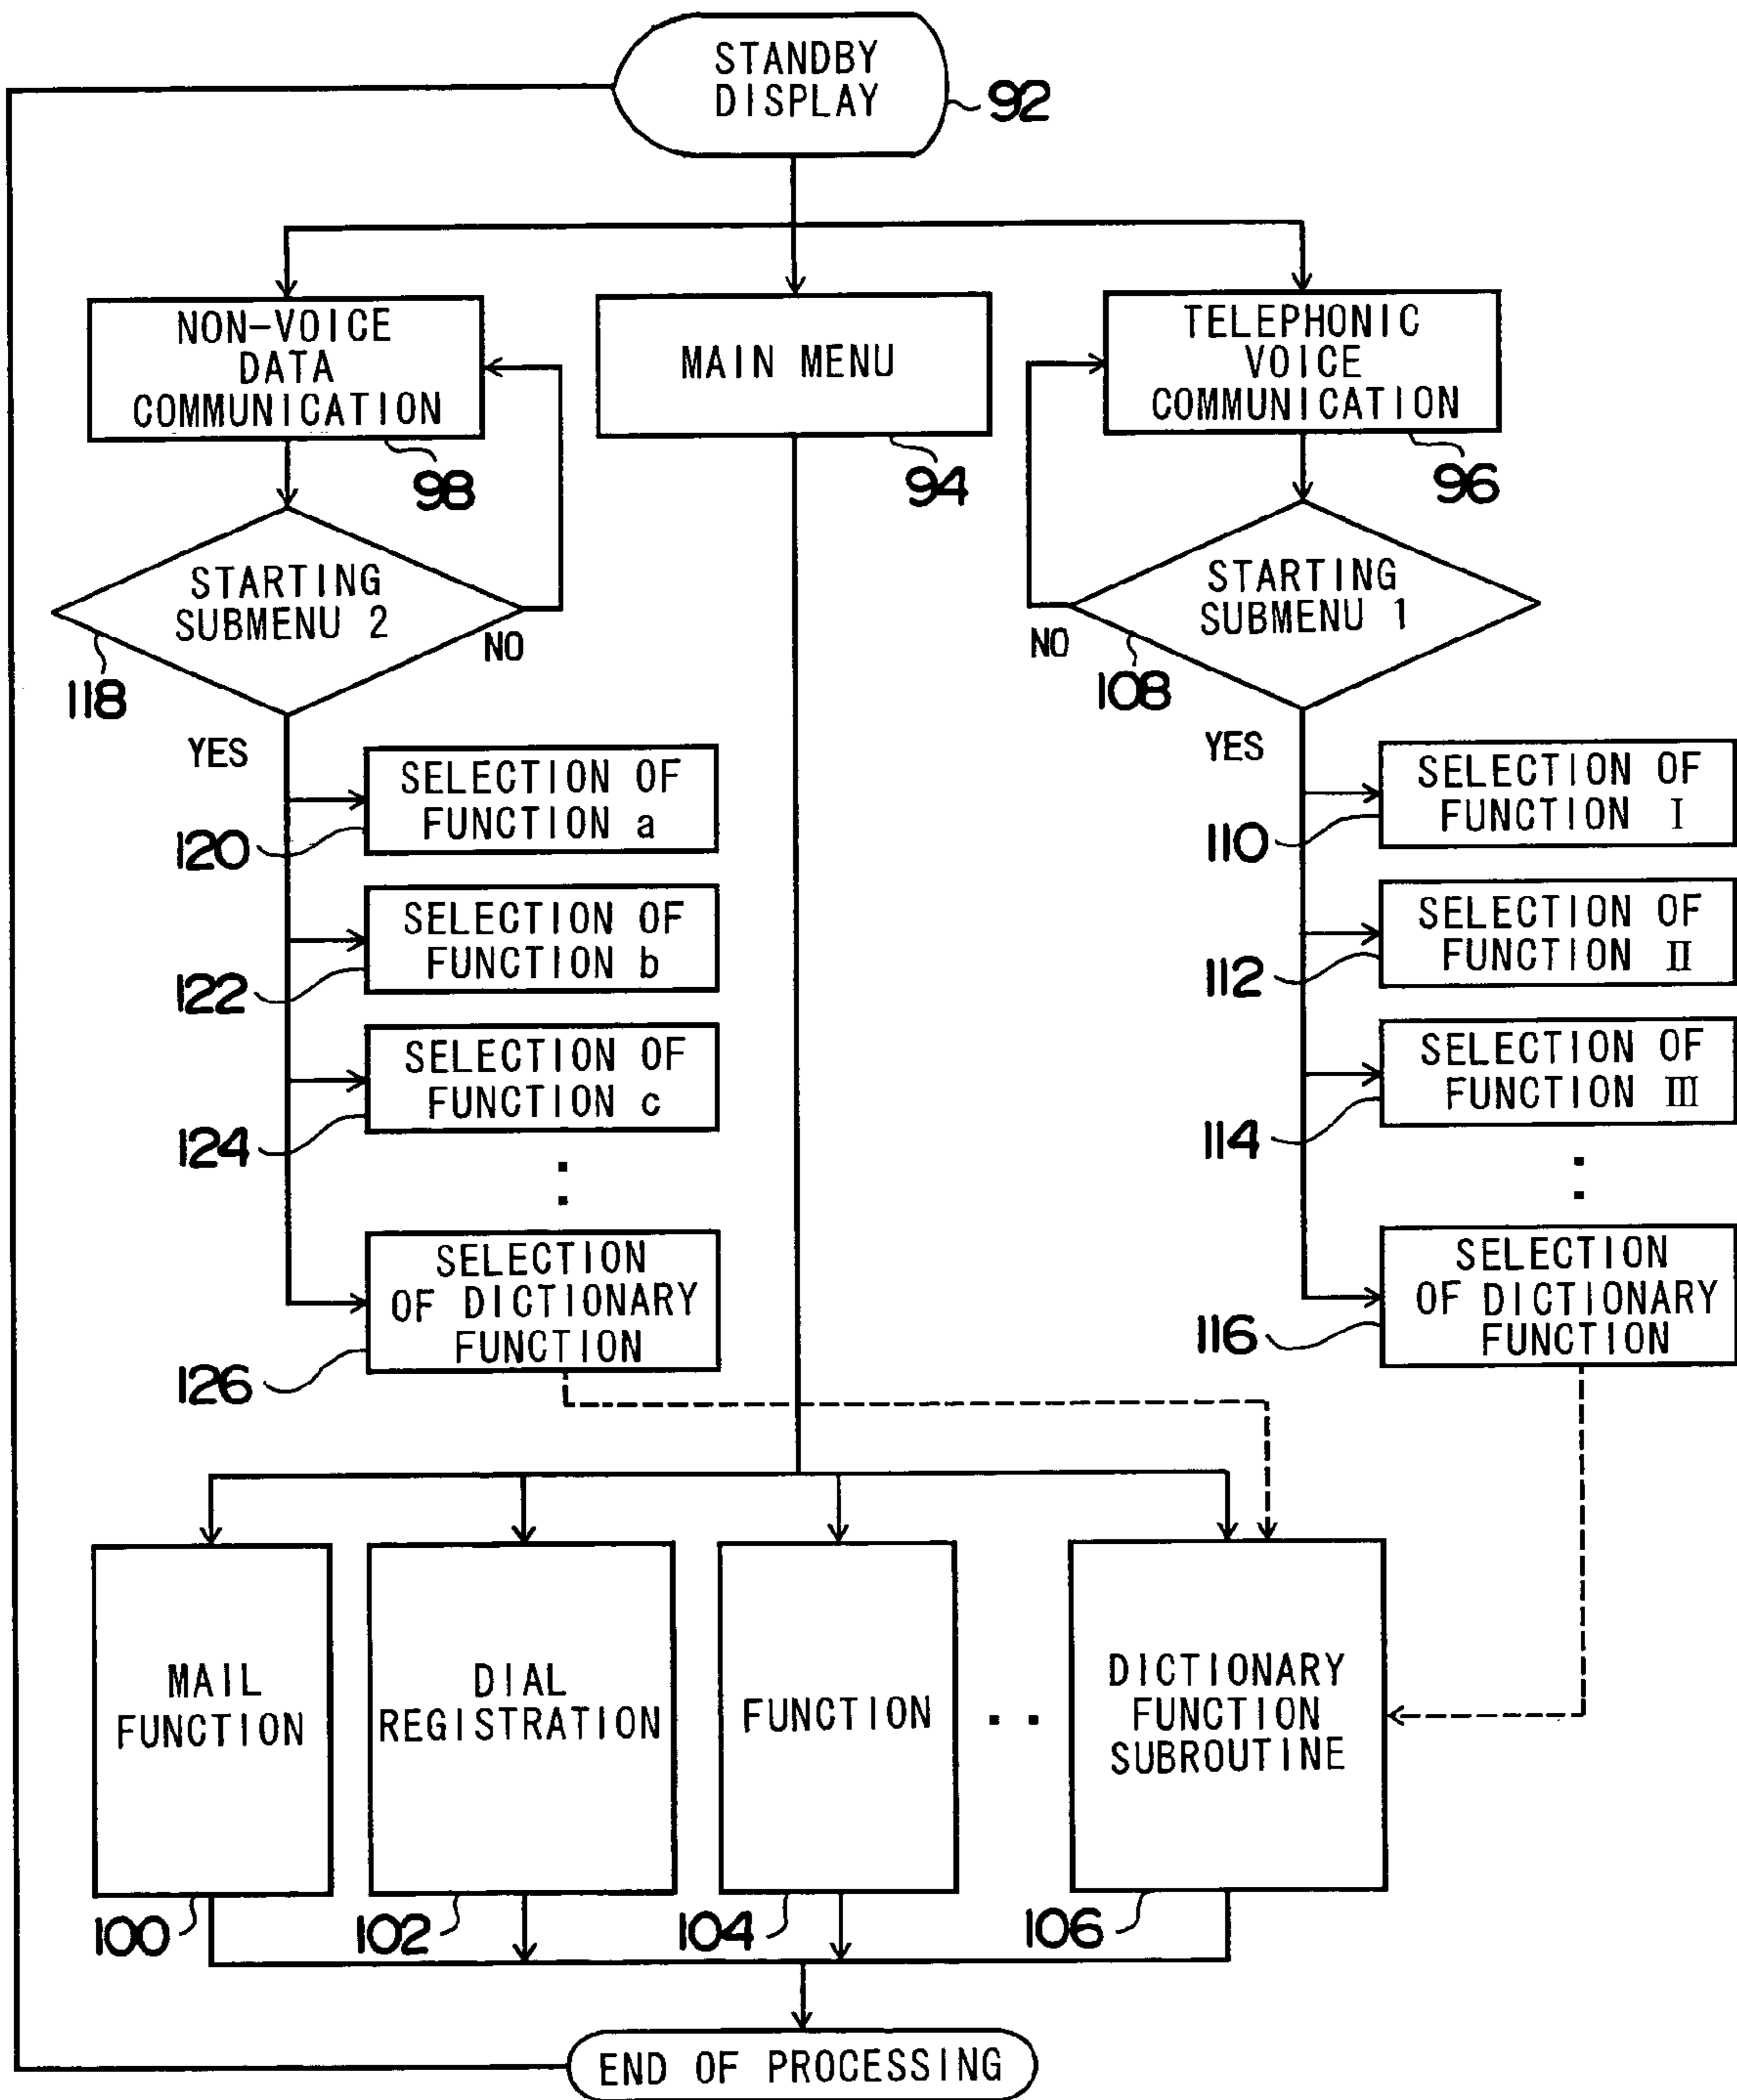 STANDBY
DISPLAY
92
NON-VOICE
DATA
COMMUNICATION
98
MAIN MENU
94
TELEPHONIC
VOICE
COMMUNICATION
96
STARTING
SUBMENU 2
NO
118
YES
STARTING
SUBMENU 1
NO
108
YES
SELECTION OF
FUNCTION a
120
SELECTION OF
FUNCTION b
122
SELECTION OF
FUNCTION c
124
:
SELECTION
OF DICTIONARY
FUNCTION
126
SELECTION OF
FUNCTION I
110
SELECTION OF
FUNCTION II
112
SELECTION OF
FUNCTION III
114
:
SELECTION
OF DICTIONARY
FUNCTION
116
MAIL
FUNCTION
100
DIAL
REGISTRATION
102
FUNCTION
104
..
DICTIONARY
FUNCTION
SUBROUTINE
106
END OF PROCESSING